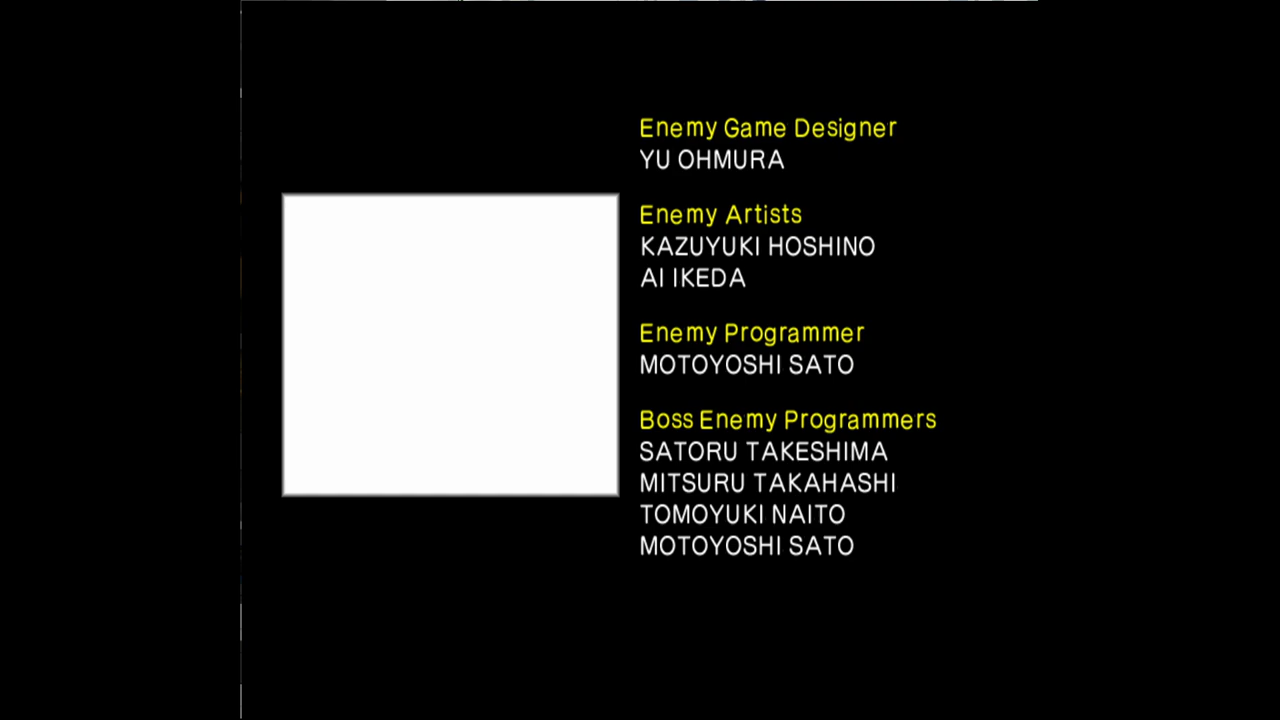 Enemy Game Designer
YU OHMURA
Enemy Artists
KAZUYUKI HOSHINO
AI IKEDA
Enemy Programmer
MOTOYOSHI SATO
Boss Enemy Programmers
SATORU TAKESHIMA
MITSURU TAKAHASHI
TOMOYUKI NAITO
MOTOYOSHI SATO